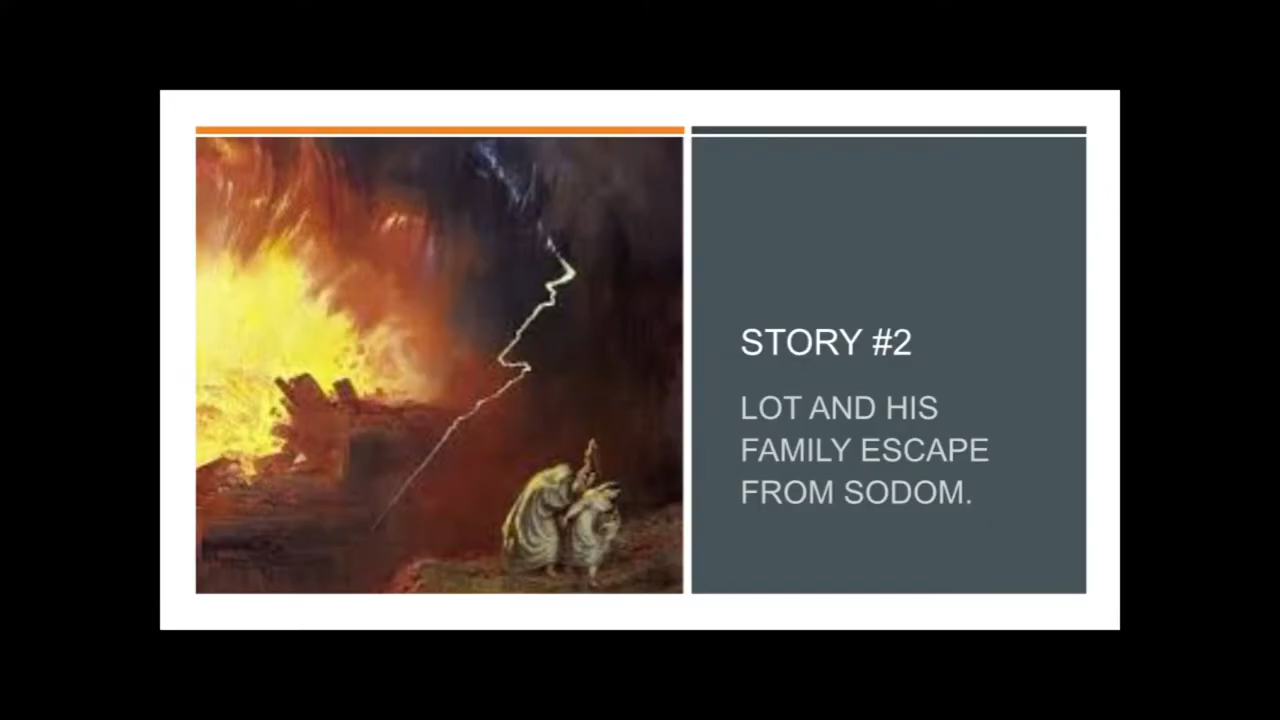 STORY #2
LOT AND HIS
FAMILY ESCAPE
FROM SODOM.